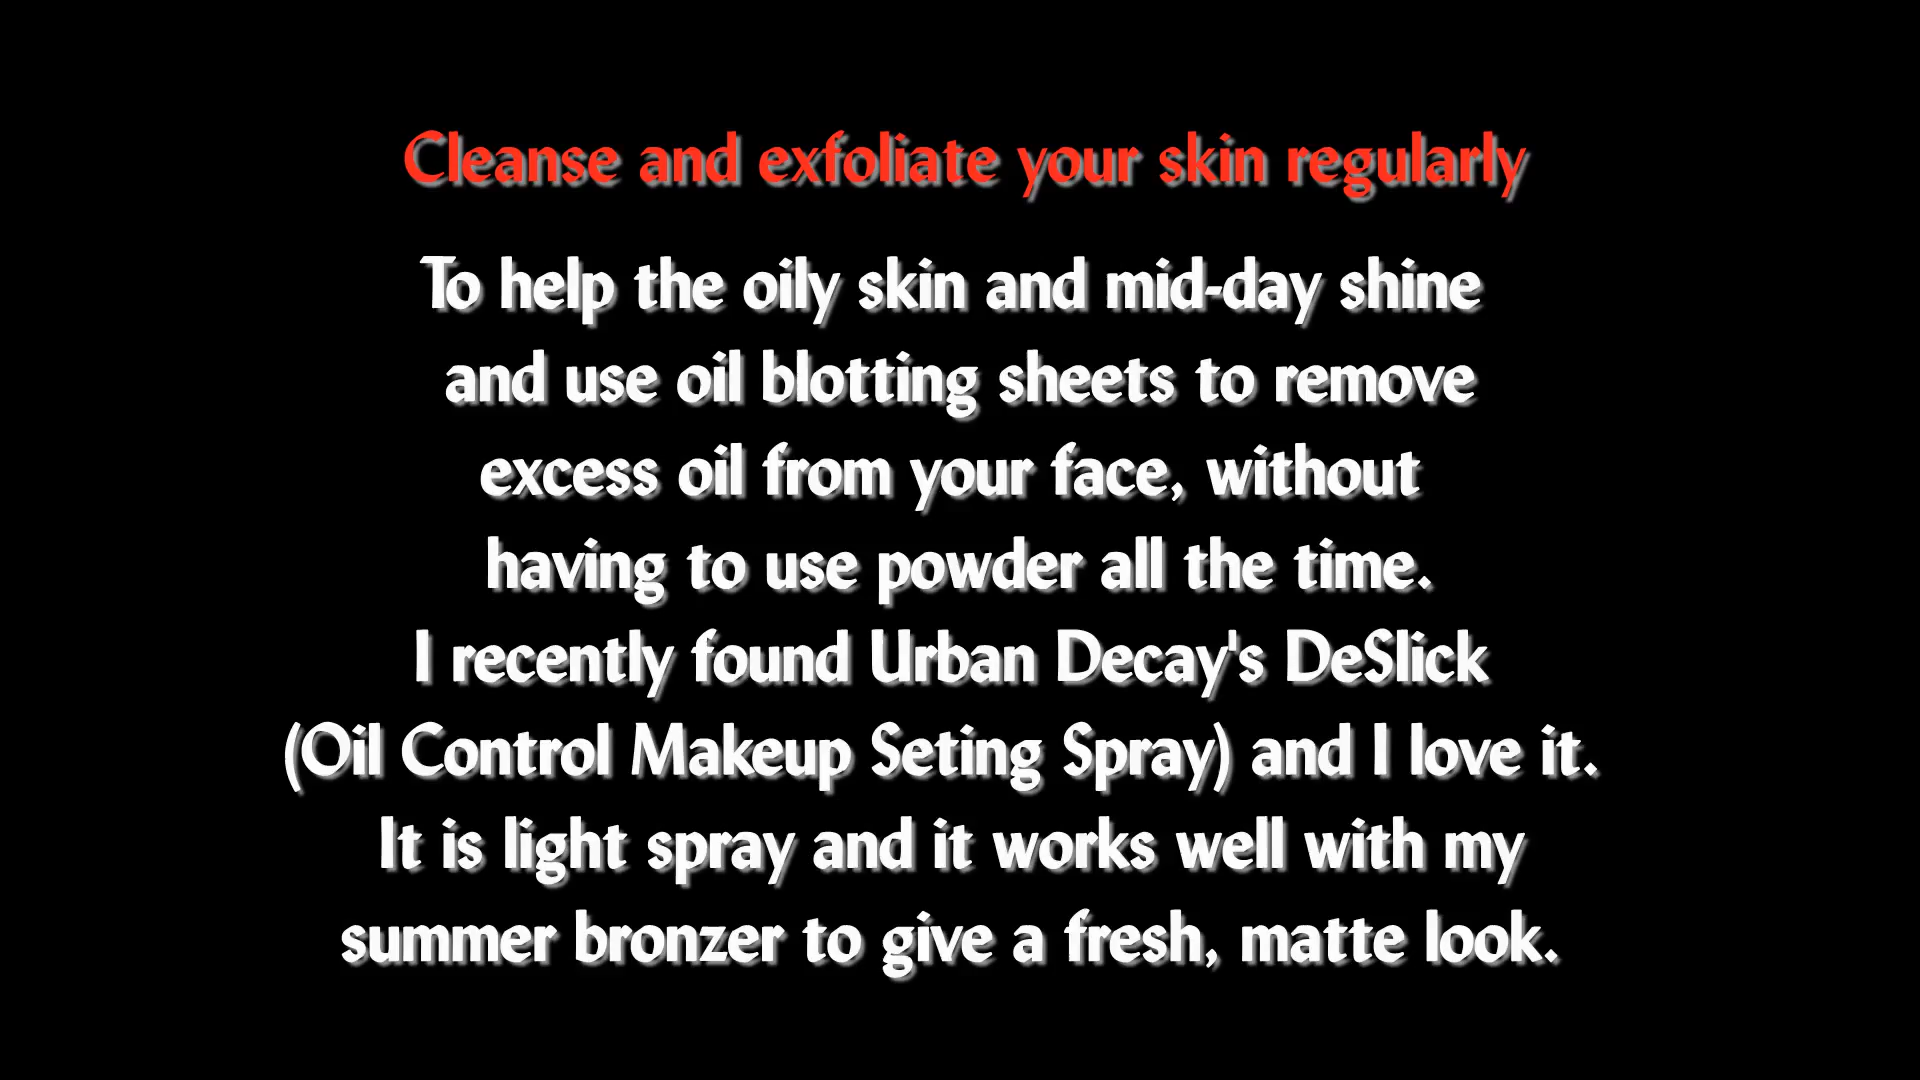 Cleanse and exfoliate your skin regularly
To help the oily skin and mid-day shine
and use oil blotting sheets to remove
excess oil from your face, without
having to use powder all the time.
I recently found Urban Decay's DeSlick
(Oil Control Makeup Seting Spray) and I love it.
It is light spray and it works well with my
summer bronzer to give a fresh, matte look.